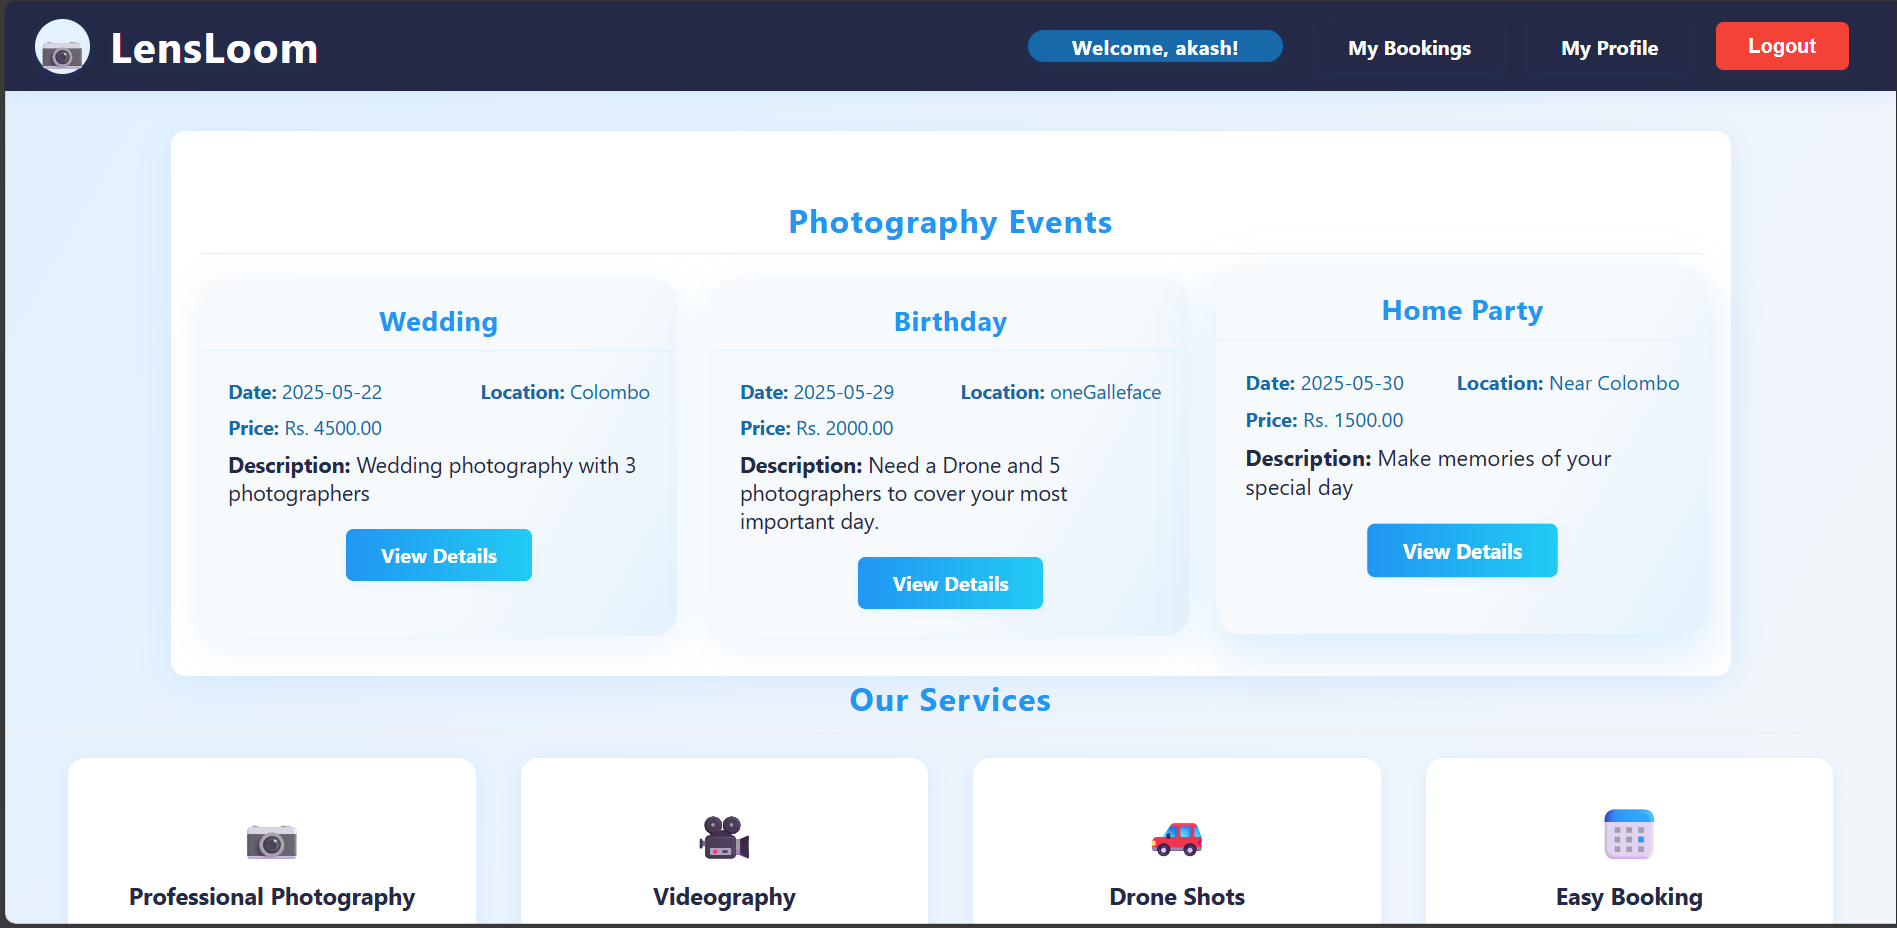 LensLoom
Welcome, akash!
My Bookings
My Profile
Logout
Photography Events
Wedding
Date: 2025-05-22
Location: Colombo
Price: Rs. 4500.00
Description: Wedding photography with 3
photographers
View Details
Birthday
Date: 2025-05-29
Location: oneGalleface
Price: Rs. 2000.00
Description: Need a Drone and 5
photographers to cover your most
important day.
View Details
Home Party
Date: 2025-05-30
Location: Near Colombo
Price: Rs. 1500.00
Description: Make memories of your
special day
View Details
Our Services
Professional Photography
Videography
Drone Shots
Easy Booking